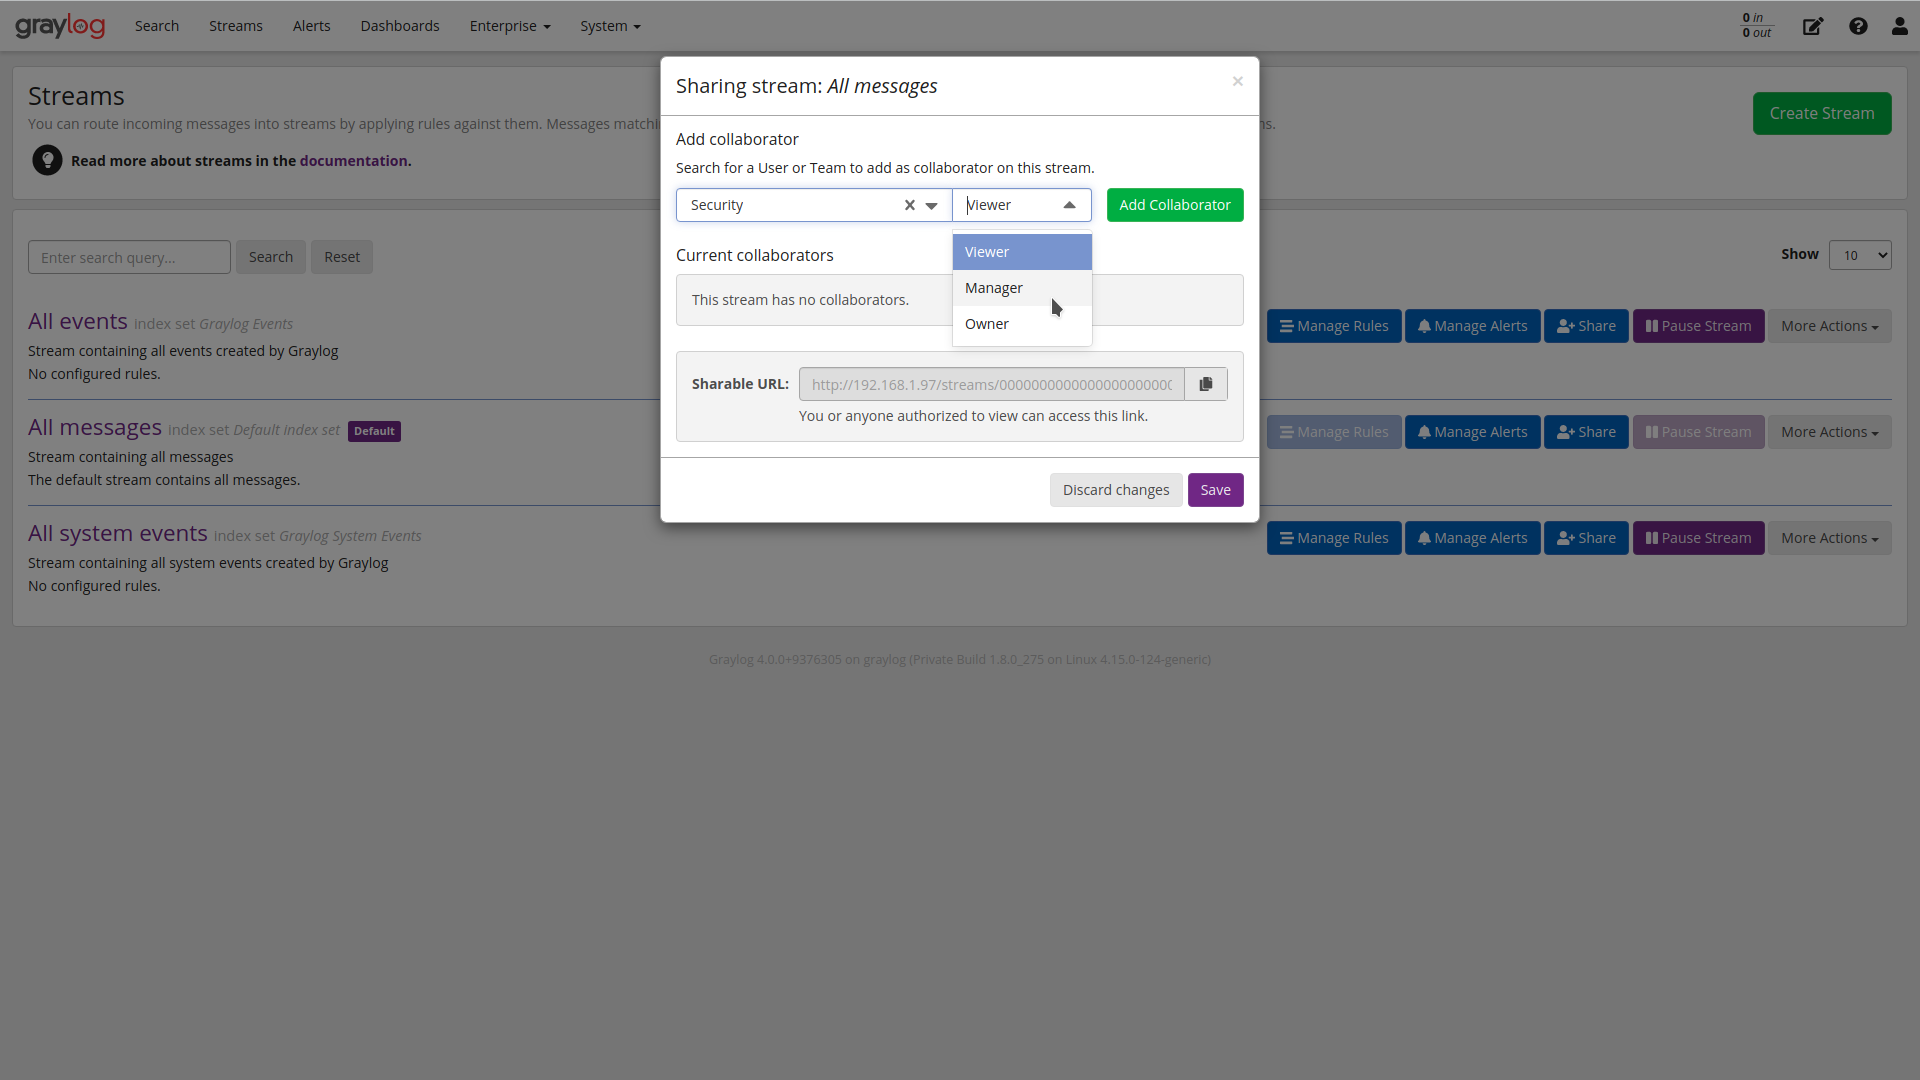 graylog Search Streams Alerts Dashboards Enterprise System 0 in
0 out
Streams
You can route incoming messages into streams by applying rules against them. Messages
Read more about streams in the documentation.
Create Stream
Sharing stream: All messages ×
Add collaborator
Search for a User or Team to add as collaborator on this stream.
Security Viewer Add Collaborator
Viewer
Manager
Owner
Current collaborators
This stream has no collaborators.
Sharable URL: http://192.168.1.97/streams/
You or anyone authorized to view can access this link.
Discard changes Save
Enter search query... Search Reset Show 10
All events index set Graylog Events Manage Rules Manage Alerts Share Pause Stream More Actions
Stream containing all events created by Graylog
No configured rules.
All messages index set Default index set Default Manage Rules Manage Alerts Share Pause Stream More Actions
Stream containing all messages
The default stream contains all messages.
All system events index set Graylog System Events Manage Rules Manage Alerts Share Pause Stream More Actions
Stream containing all system events created by Graylog
No configured rules.
Graylog 4.0.0+9376305 on graylog (Private Build 1.8.0_275 on Linux 4.15.0-124-generic)